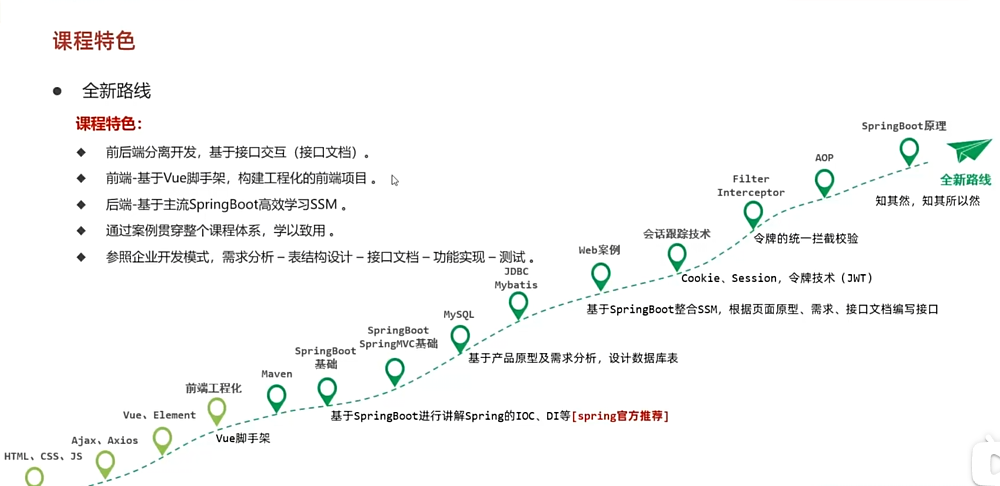 课程特色
● 全新路线
课程特色：
◆ 前后端分离开发，基于接口交互（接口文档）。
◆ 前端-基于Vue脚手架，构建工程化的前端项目 。
◆ 后端-基于主流SpringBoot高效学习SSM 。
◆ 通过案例贯穿整个课程体系，学以致用 。
◆ 参照企业开发模式，需求分析 – 表结构设计 – 接口文档 – 功能实现 – 测试 。
HTML、CSS、JS
Ajax、Axios
Vue、Element
前端工程化
Vue脚手架
Maven
SpringBoot
基础
基于SpringBoot进行讲解Spring的IOC、DI等[spring官方推荐]
SpringBoot
SpringMVC基础
MySQL
基于产品原型及需求分析，设计数据库表
JDBC
Mybatis
Web案例
基于SpringBoot整合SSM，根据页面原型、需求、接口文档编写接口
会话跟踪技术
Cookie、Session，令牌技术（JWT）
Filter
Interceptor
令牌的统一拦截校验
AOP
SpringBoot原理
知其然，知其所以然
全新路线